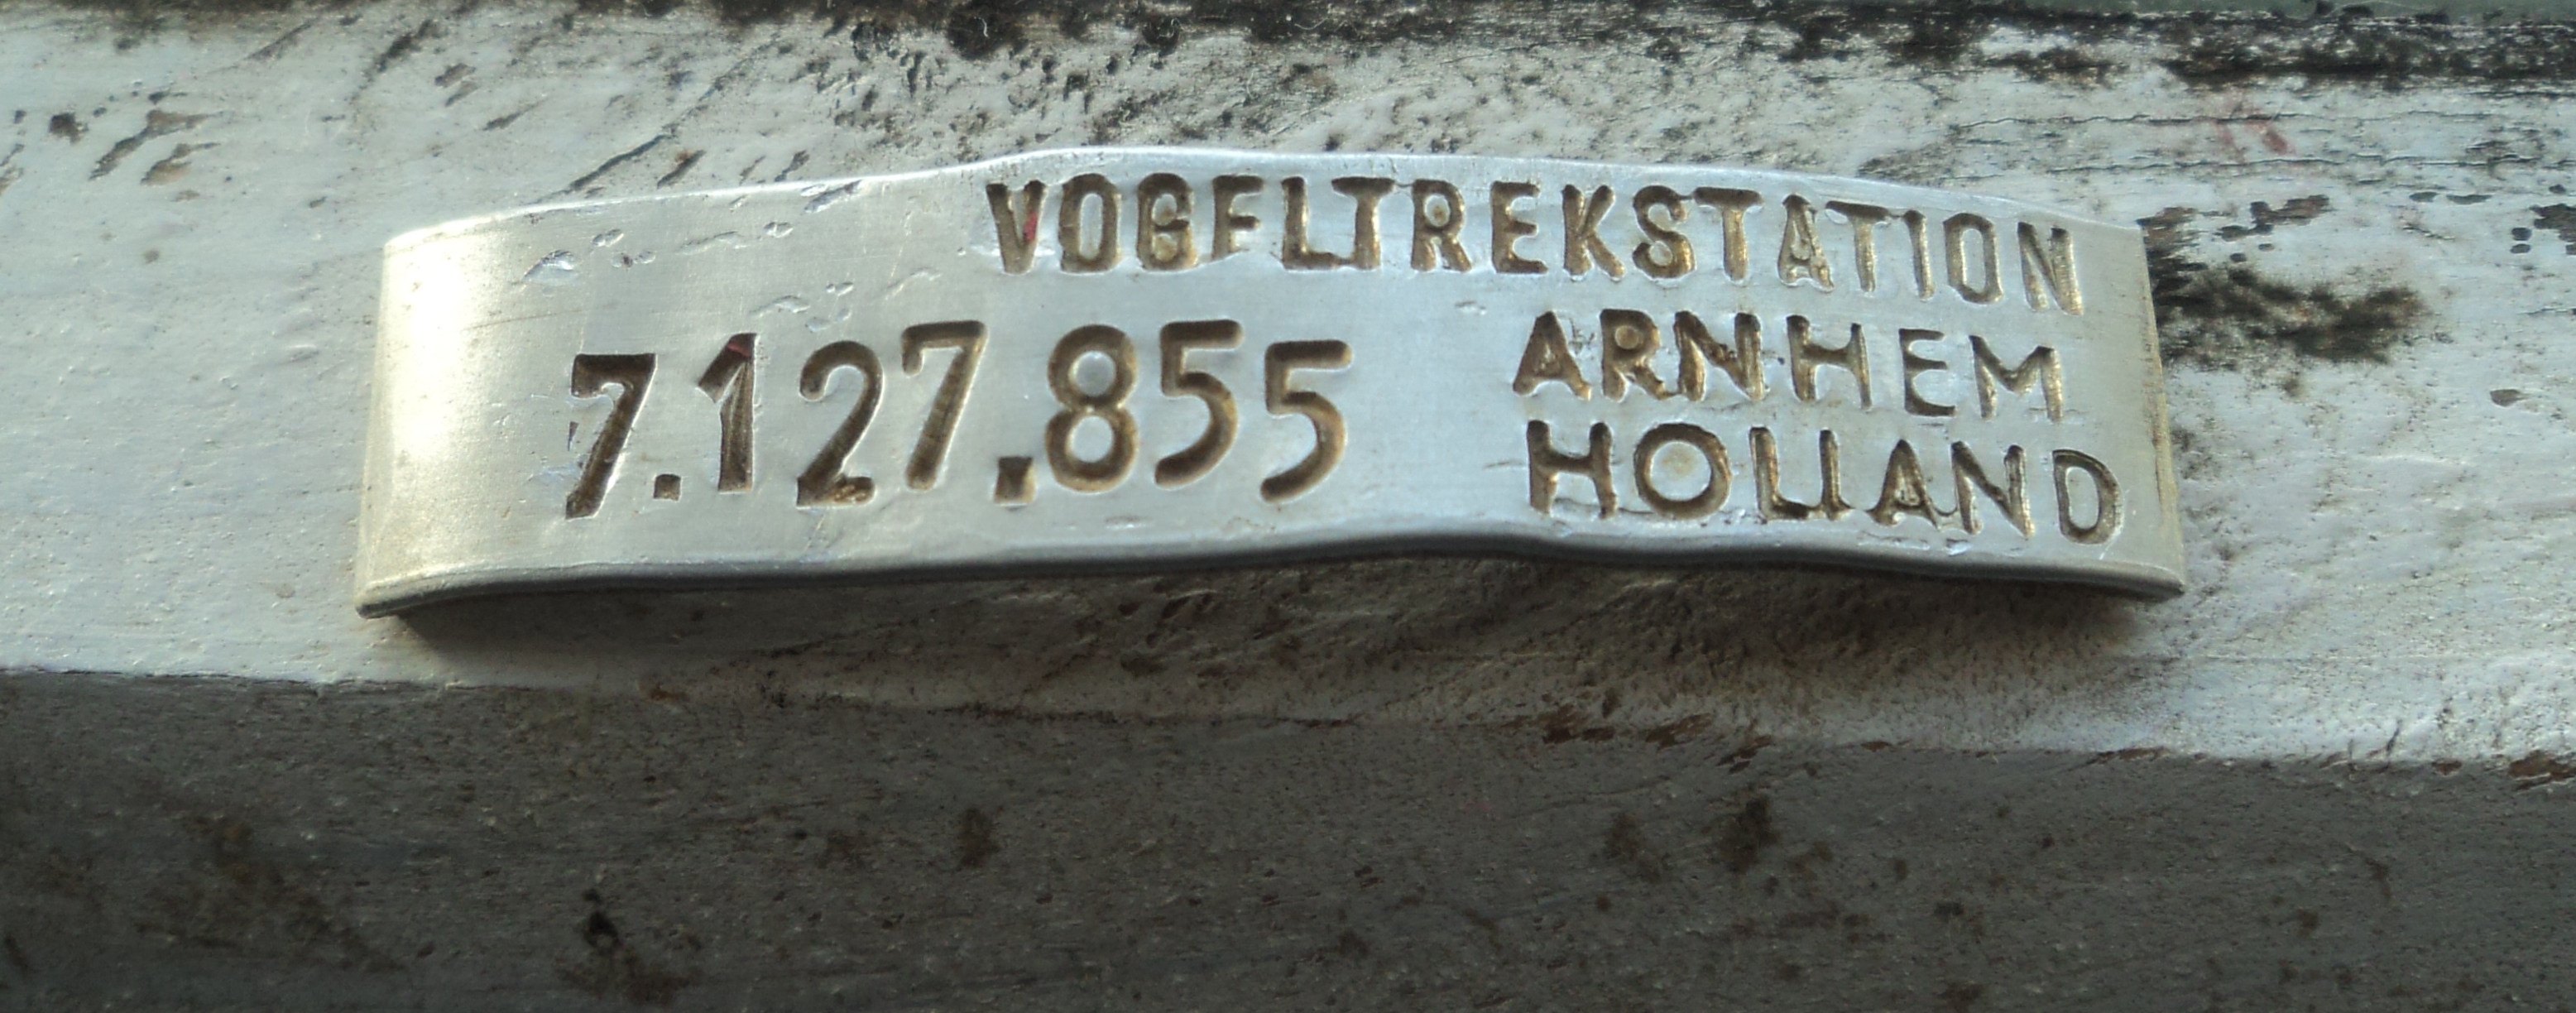 VOGELTREKSTATION
7.127.855 ARNHEM
HOLLAND